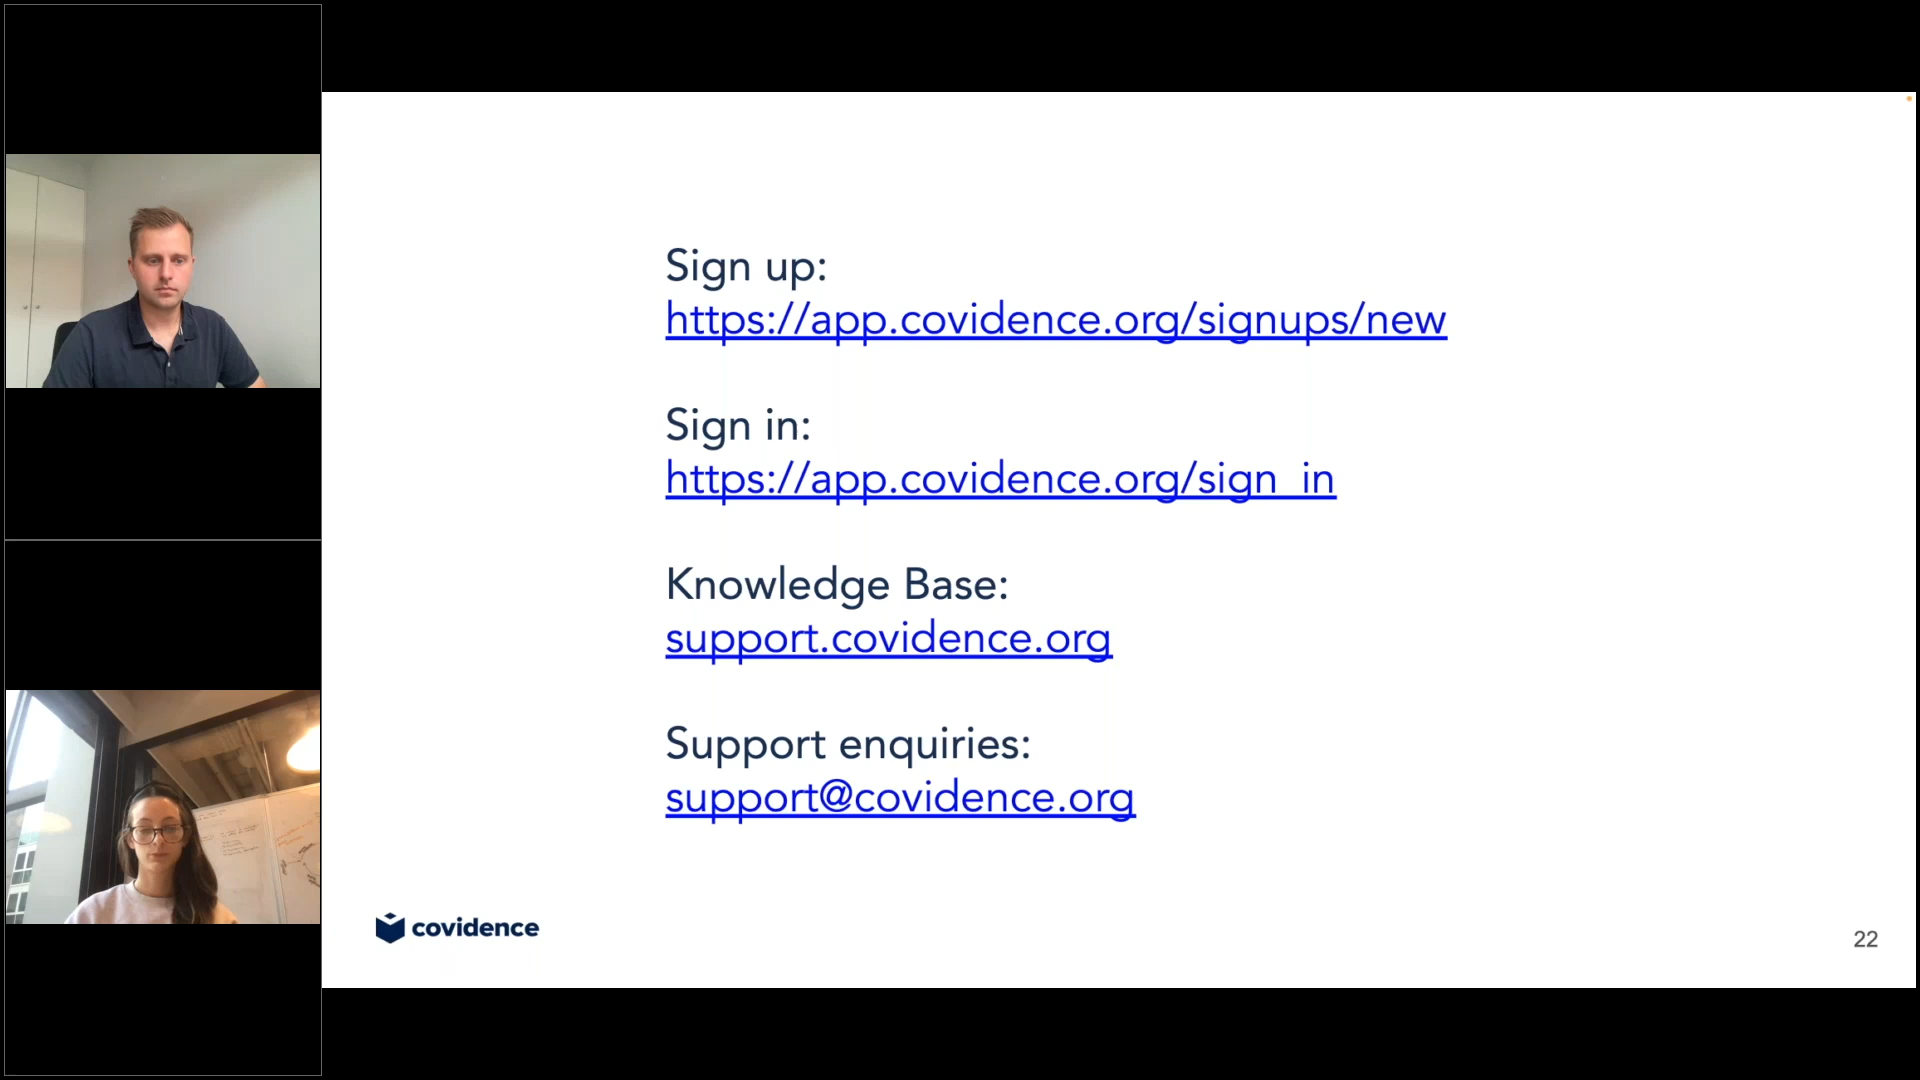 Sign up:
https://app.covidence.org/signups/new
Sign in:
https://app.covidence.org/sign_in
Knowledge Base:
support.covidence.org
Support enquiries:
support@covidence.org
covidence
22